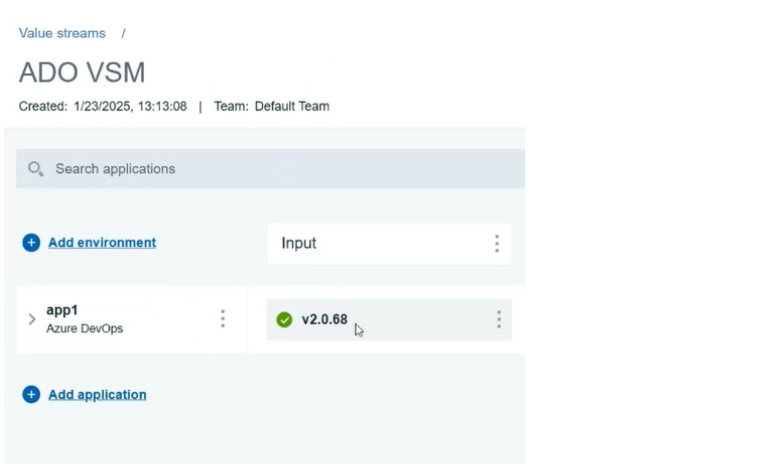 Value streams /
ADO VSM
Created: 1/23/2025, 13:13:08 | Team: Default Team
Search applications
Add environment
Input
app1
Azure DevOps
v2.0.68
Add application